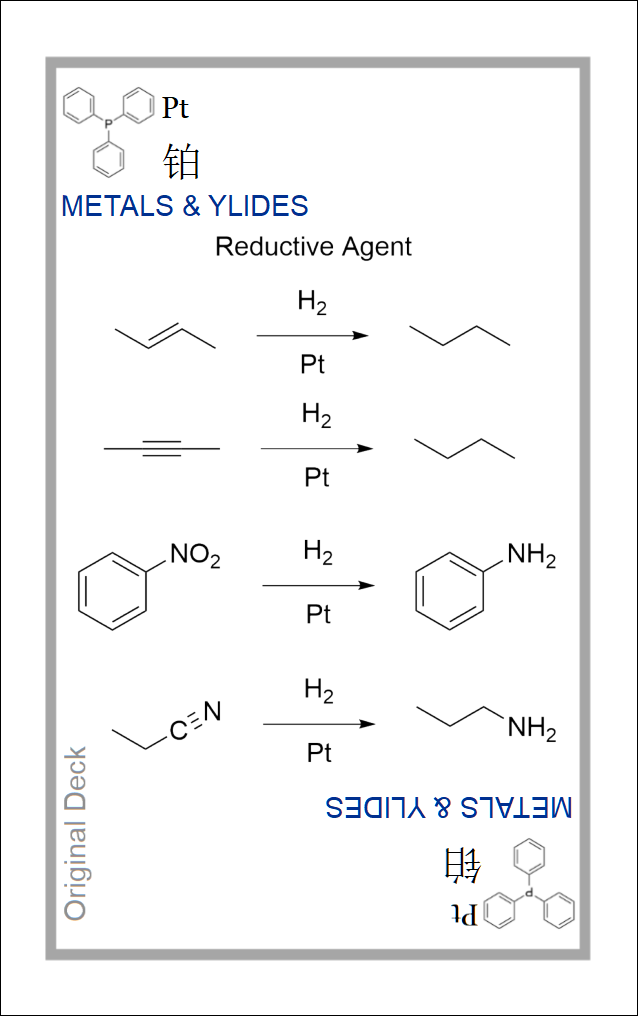 P
Pt
铂
METALS & YLIDES
Reductive Agent
H2
Pt
H2
Pt
NO2
H2
Pt
NH2
C
N
H2
Pt
NH2
Original Deck
METALS & YLIDES
铂
P
Pt